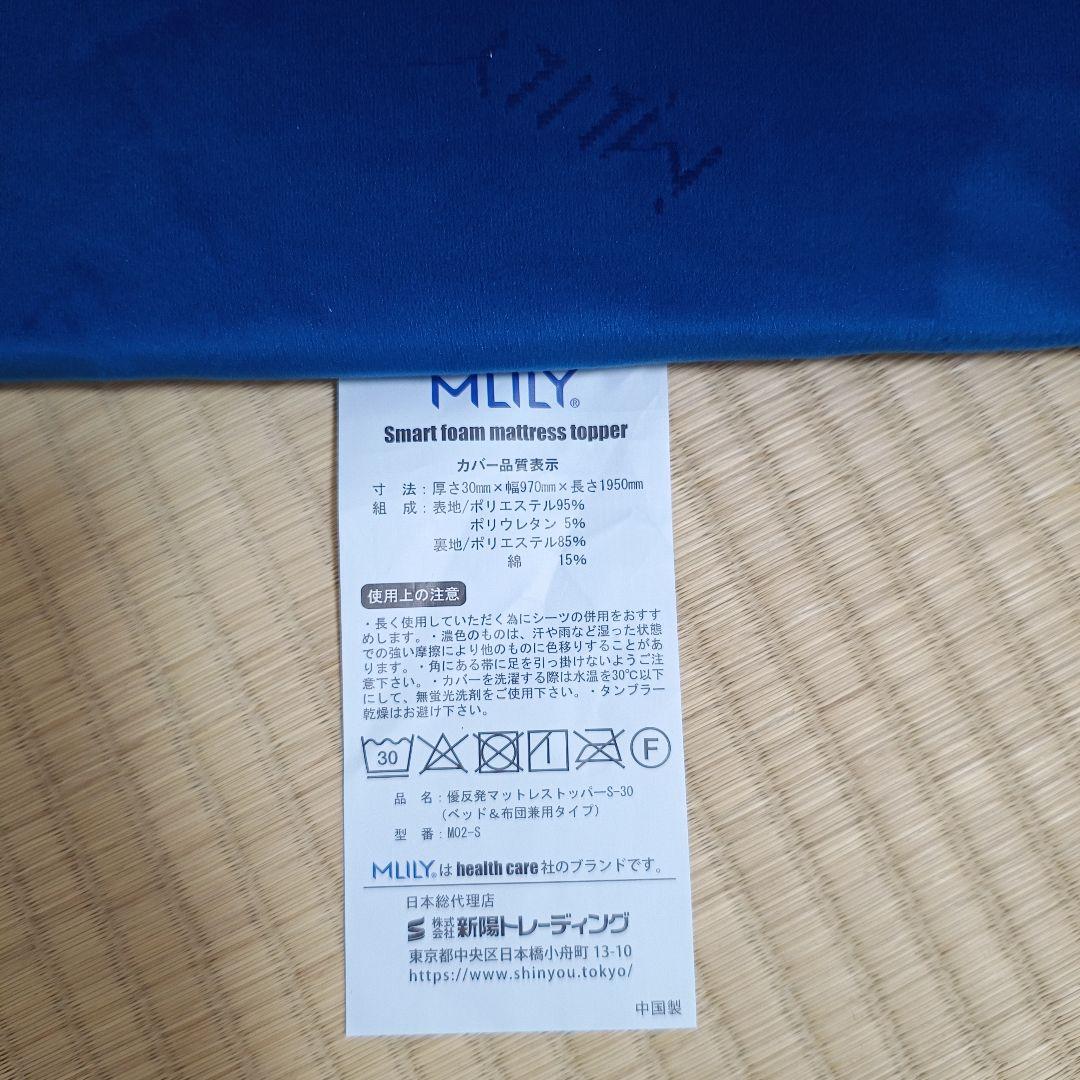 MLILY
MLILY®
Smart foam mattress topper
カバー品質表示
寸 法：厚さ30mm×幅970mm×長さ1950mm
組 成：表地/ポリエステル95%
ポリウレタン 5%
裏地/ポリエステル85%
綿 15%
使用上の注意
・長く使用していただく為にシーツの併用をおすす
めします。・濃色のものは、汗や雨など湿った状態
での強い摩擦により他のものに色移りすることがあ
ります。・角にある帯に足を引っ掛けないようご注
意下さい。・カバーを洗濯する際は水温を30℃以下
にして、無蛍光洗剤をご使用下さい。・タンブラー
乾燥はお避け下さい。
30 F
品 名：優反発マットレストッパーS-30
（ベッド＆布団兼用タイプ）
型 番：M02-S
MLILY®は health care 社のブランドです。
日本総代理店
株式会社 新陽トレーディング
東京都中央区日本橋小舟町 13-10
https://www.shinyou.tokyo/
中国製